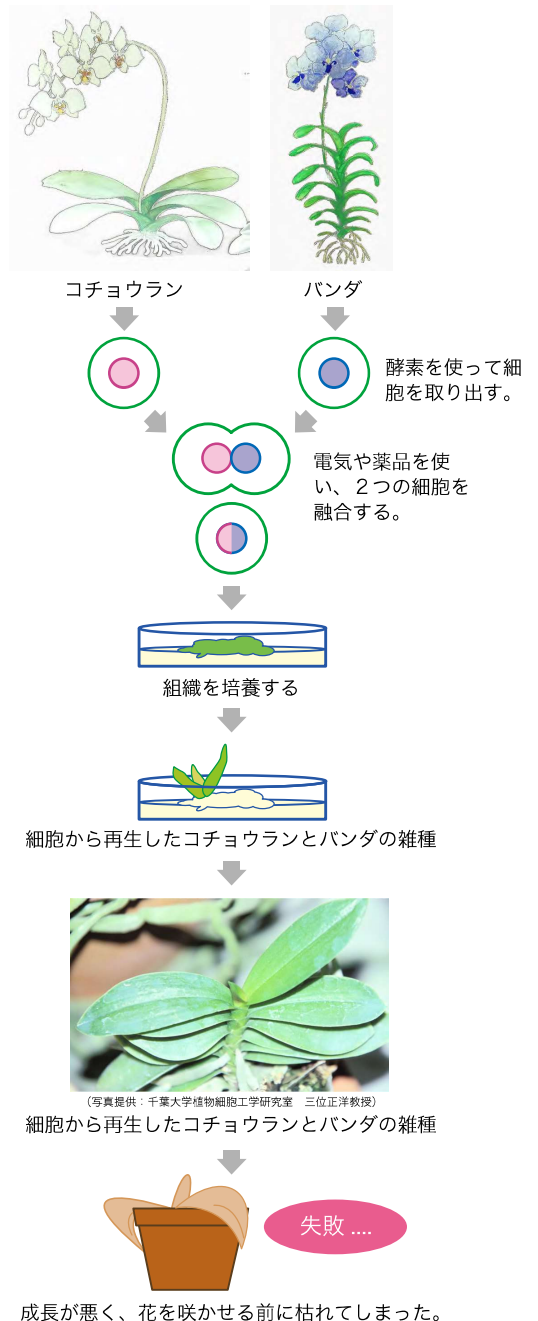 コチョウラン
バンダ
酵素を使って細
胞を取り出す。
電気や薬品を使
い、２つの細胞を
融合する。
組織を培養する
細胞から再生したコチョウランとバンダの雑種
（写真提供：千葉大学植物細胞工学研究室　三位正洋教授）
細胞から再生したコチョウランとバンダの雑種
失敗 ....
成長が悪く、花を咲かせる前に枯れてしまった。